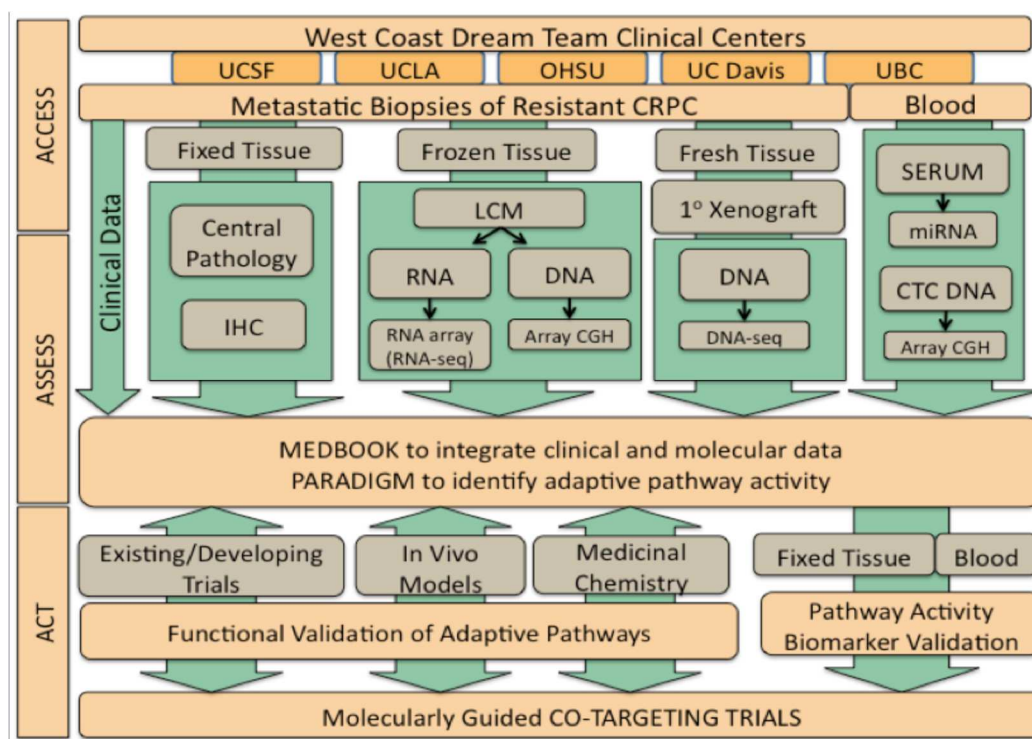 West Coast Dream Team Clinical Centers
UCSF
UCLA
OHSU
UC Davis
UBC
Metastatic Biopsies of Resistant CRPC
Blood
ACCESS
Clinical Data
Fixed Tissue
Frozen Tissue
Fresh Tissue
SERUM
miRNA
Central
Pathology
LCM
1° Xenograft
RNA
DNA
DNA
CTC DNA
IHC
RNA array
(RNA-seq)
Array CGH
DNA-seq
Array CGH
ASSESS
MEDBOOK to integrate clinical and molecular data
PARADIGM to identify adaptive pathway activity
ACT
Existing/Developing
Trials
In Vivo
Models
Medicinal
Chemistry
Fixed Tissue
Blood
Functional Validation of Adaptive Pathways
Pathway Activity
Biomarker Validation
Molecularly Guided CO-TARGETING TRIALS